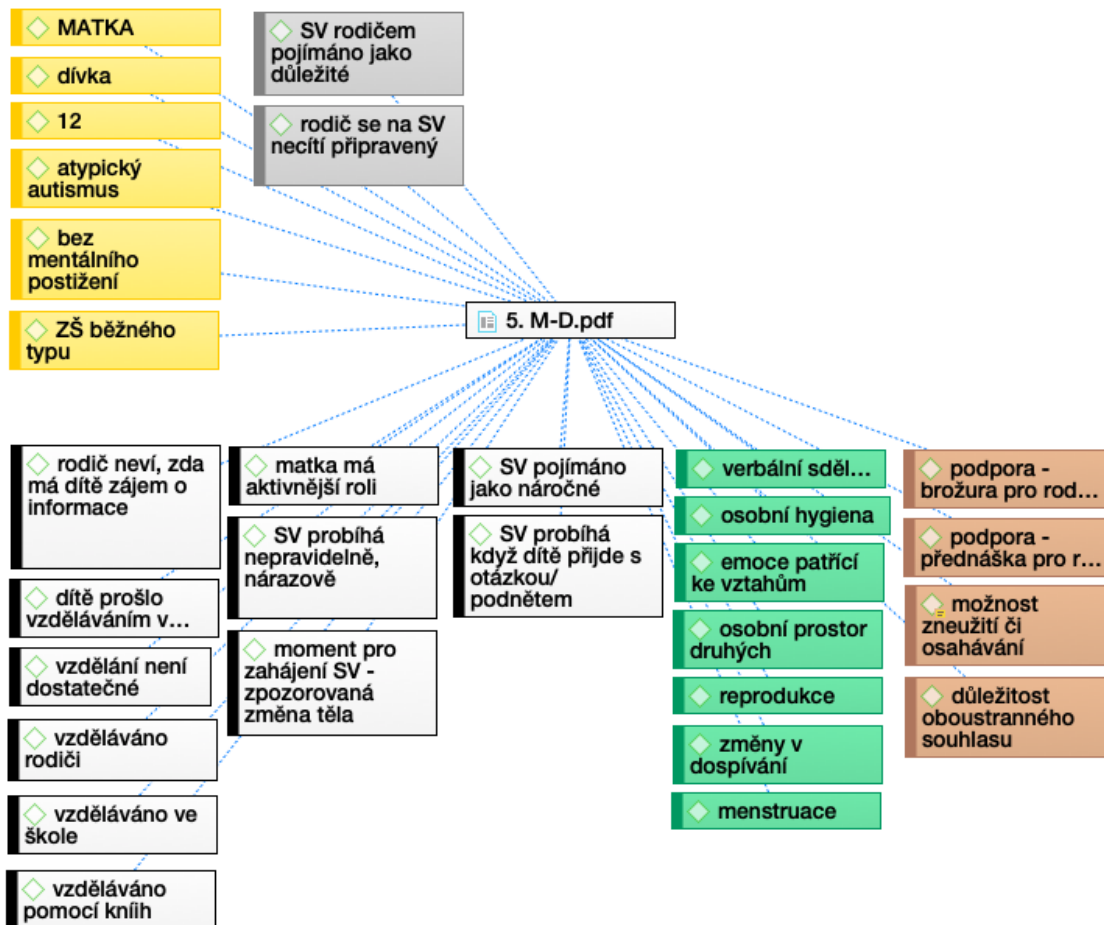 MATKA
dívka
12
atypický
autismus
bez
mentálního
postižení
ZŠ běžného
typu
SV rodičem
pojímáno jako
důležité
rodič se na SV
necítí připravený
5. M-D.pdf
rodič neví, zda
má dítě zájem o
informace
dítě prošlo
vzděláváním v…
vzdělání není
dostatečné
vzděláváno
rodiči
vzděláváno ve
škole
vzděláváno
pomocí kniih
matka má
aktivnější roli
SV probíhá
nepravidelně,
nárazově
moment pro
zahájení SV -
zpozorovaná
změna těla
SV pojímáno
jako náročné
SV probíhá
když dítě přijde s
otázkou/
podnětem
verbální sděl…
osobní hygiena
emoce patřící
ke vztahům
osobní prostor
druhých
reprodukce
změny v
dospívání
menstruace
podpora -
brožura pro rod…
podpora -
přednáška pro r…
možnost
zneužití či
osahávání
důležitost
oboustranného
souhlasu